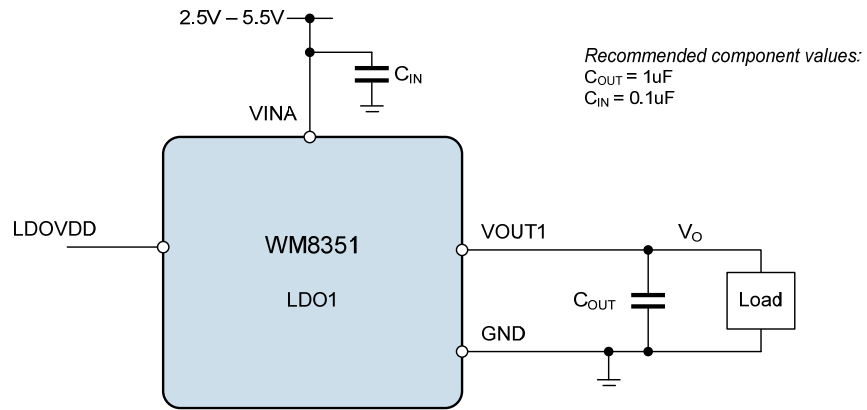 2.5V – 5.5V
Recommended component values:
COUT = 1uF
CIN = 0.1uF
CIN
VINA
LDOVDD
WM8351
VOUT1
VO
LDO1
COUT
Load
GND